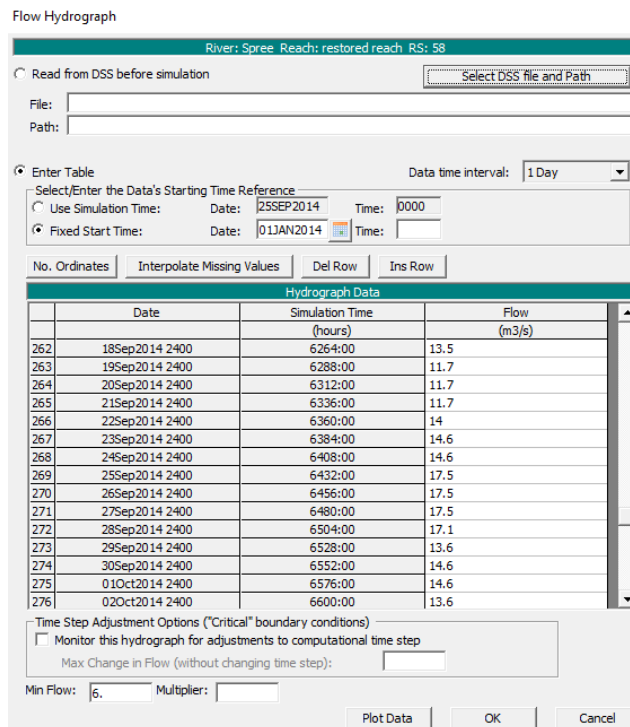 Flow Hydrograph
River: Spree Reach: restored reach RS: 58
Read from DSS before simulation Select DSS file and Path
File:
Path:
Enter Table Data time interval: 1 Day
Select/Enter the Data's Starting Time Reference
Use Simulation Time: Date: 25SEP2014 Time: 0000
Fixed Start Time: Date: 01JAN2014 Time:
No. Ordinates Interpolate Missing Values Del Row Ins Row
Hydrograph Data
Date Simulation Time Flow
(hours) (m3/s)
262 18Sep2014 2400 6264:00 13.5
263 19Sep2014 2400 6288:00 11.7
264 20Sep2014 2400 6312:00 11.7
265 21Sep2014 2400 6336:00 11.7
266 22Sep2014 2400 6360:00 14
267 23Sep2014 2400 6384:00 14.6
268 24Sep2014 2400 6408:00 14.6
269 25Sep2014 2400 6432:00 17.5
270 26Sep2014 2400 6456:00 17.5
271 27Sep2014 2400 6480:00 17.5
272 28Sep2014 2400 6504:00 17.1
273 29Sep2014 2400 6528:00 13.6
274 30Sep2014 2400 6552:00 14.6
275 01Oct2014 2400 6576:00 14.6
276 02Oct2014 2400 6600:00 13.6
Time Step Adjustment Options ("Critical" boundary conditions)
Monitor this hydrograph for adjustments to computational time step
Max Change in Flow (without changing time step):
Min Flow: 6. Multiplier:
Plot Data OK Cancel